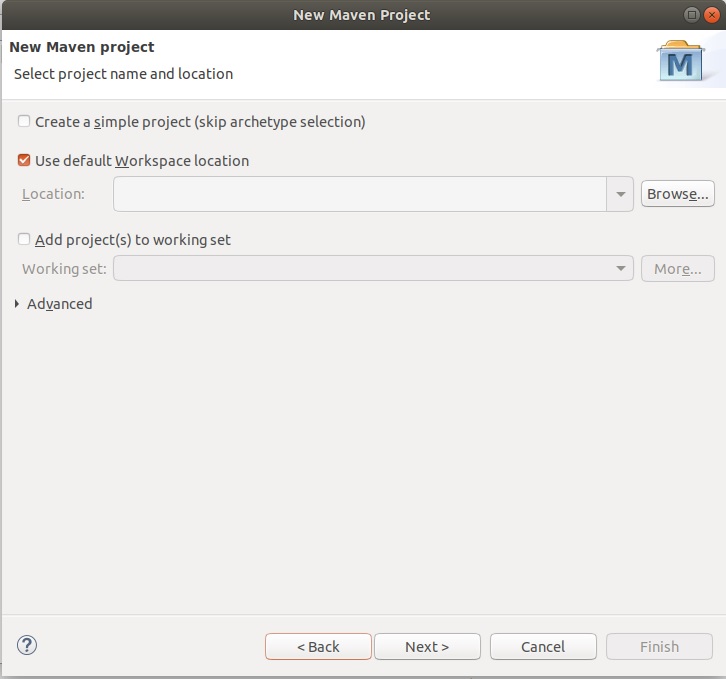 New Maven Project
New Maven project
Select project name and location
M
Create a simple project (skip archetype selection)
Use default Workspace location
Location:
Browse...
Add project(s) to working set
Working set:
More...
Advanced
?
< Back
Next >
Cancel
Finish